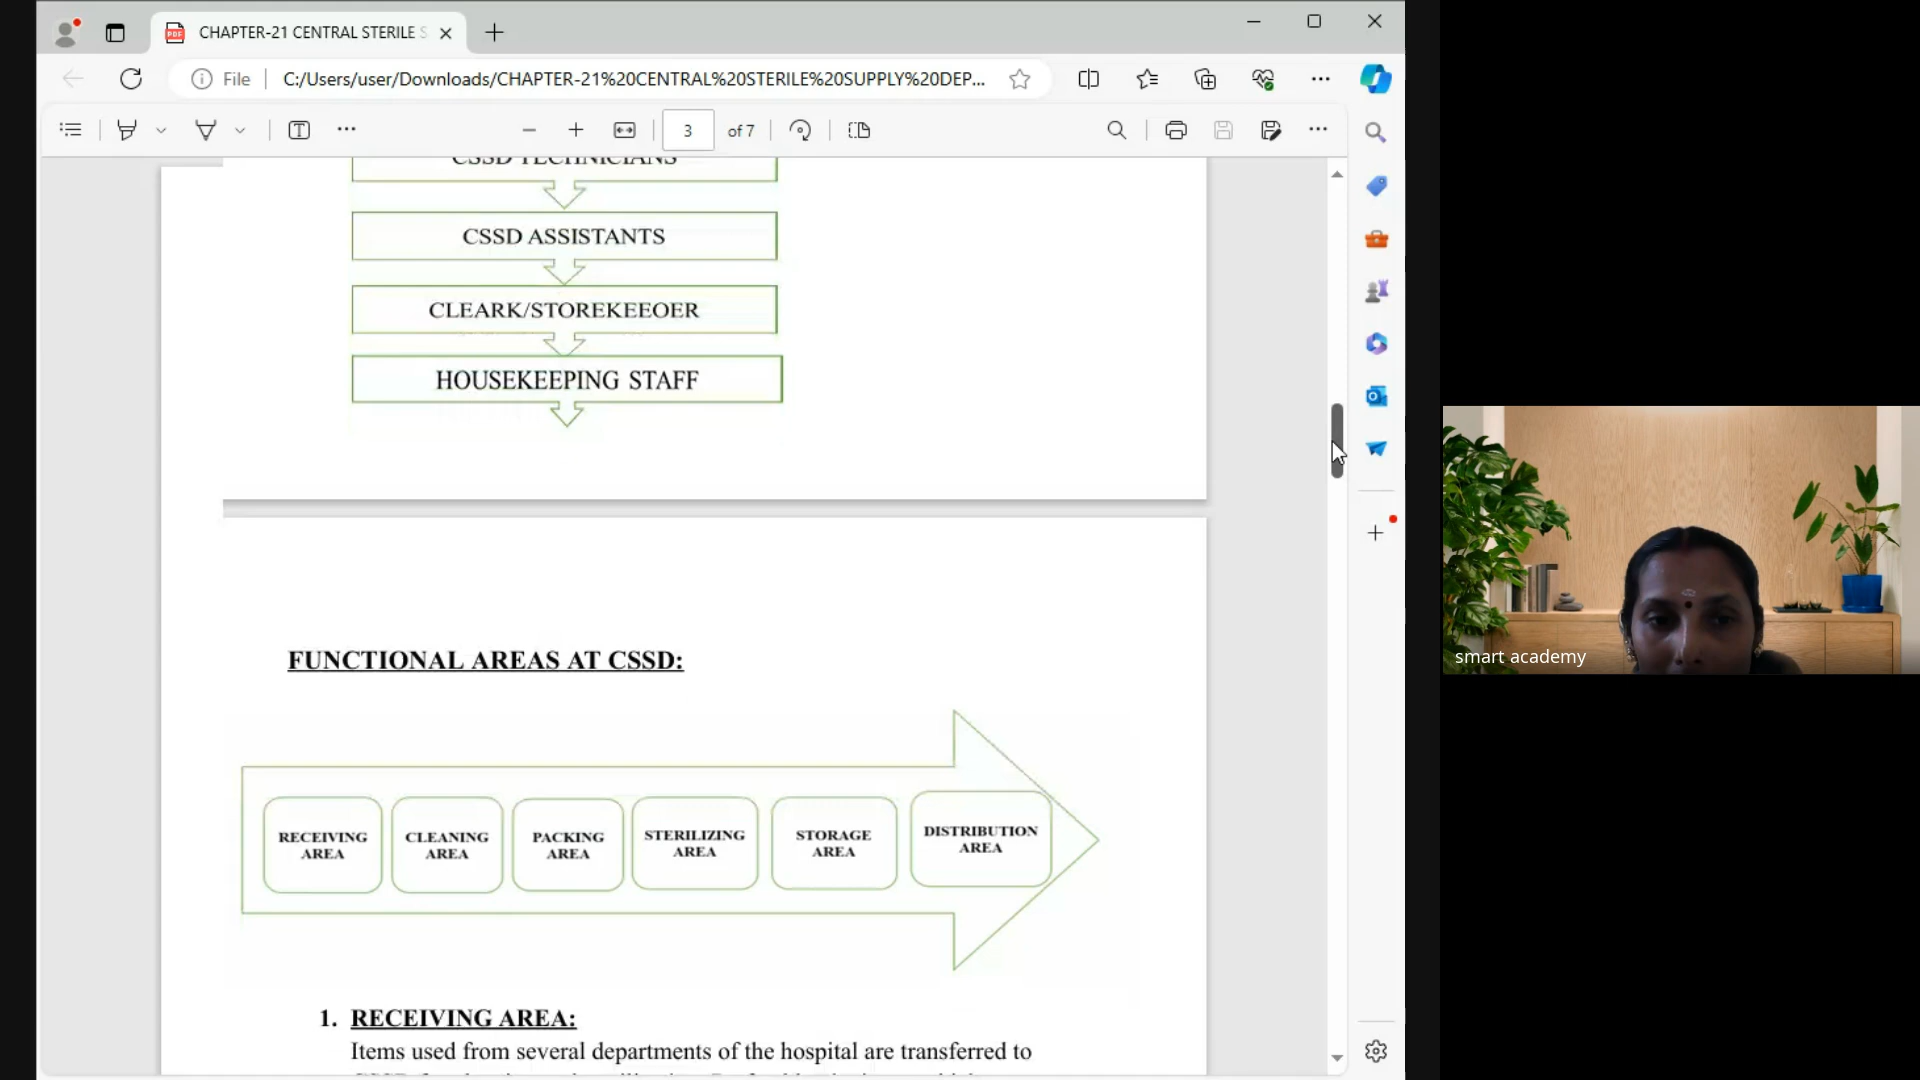 CHAPTER-21 CENTRAL STERILE S
File
C:/Users/user/Downloads/CHAPTER-21%20CENTRAL%20STERILE%20SUPPLY%20DEP...
3 of 7
CSSD TECHNICIANS
CSSD ASSISTANTS
CLEARK/STOREKEEOER
HOUSEKEEPING STAFF
FUNCTIONAL AREAS AT CSSD:
RECEIVING AREA
CLEANING AREA
PACKING AREA
STERILIZING AREA
STORAGE AREA
DISTRIBUTION AREA
1. RECEIVING AREA:
Items used from several departments of the hospital are transferred to
smart academy